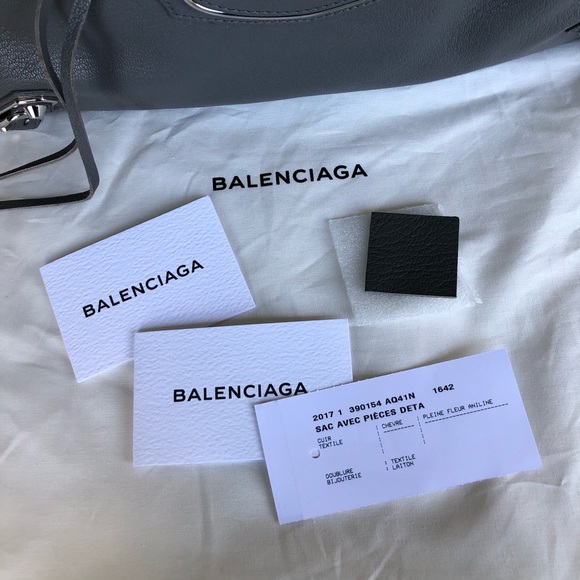 BALENCIAGA
BALENCIAGA
BALENCIAGA
2017 1 390154 AQ41N 1642
SAC AVEC PIÈCES DETA
CUIR : CHEVRE : PLEINE FLEUR ANILINE
TEXTILE
DOUBLURE : TEXTILE
BIJOUTERIE : LAITON